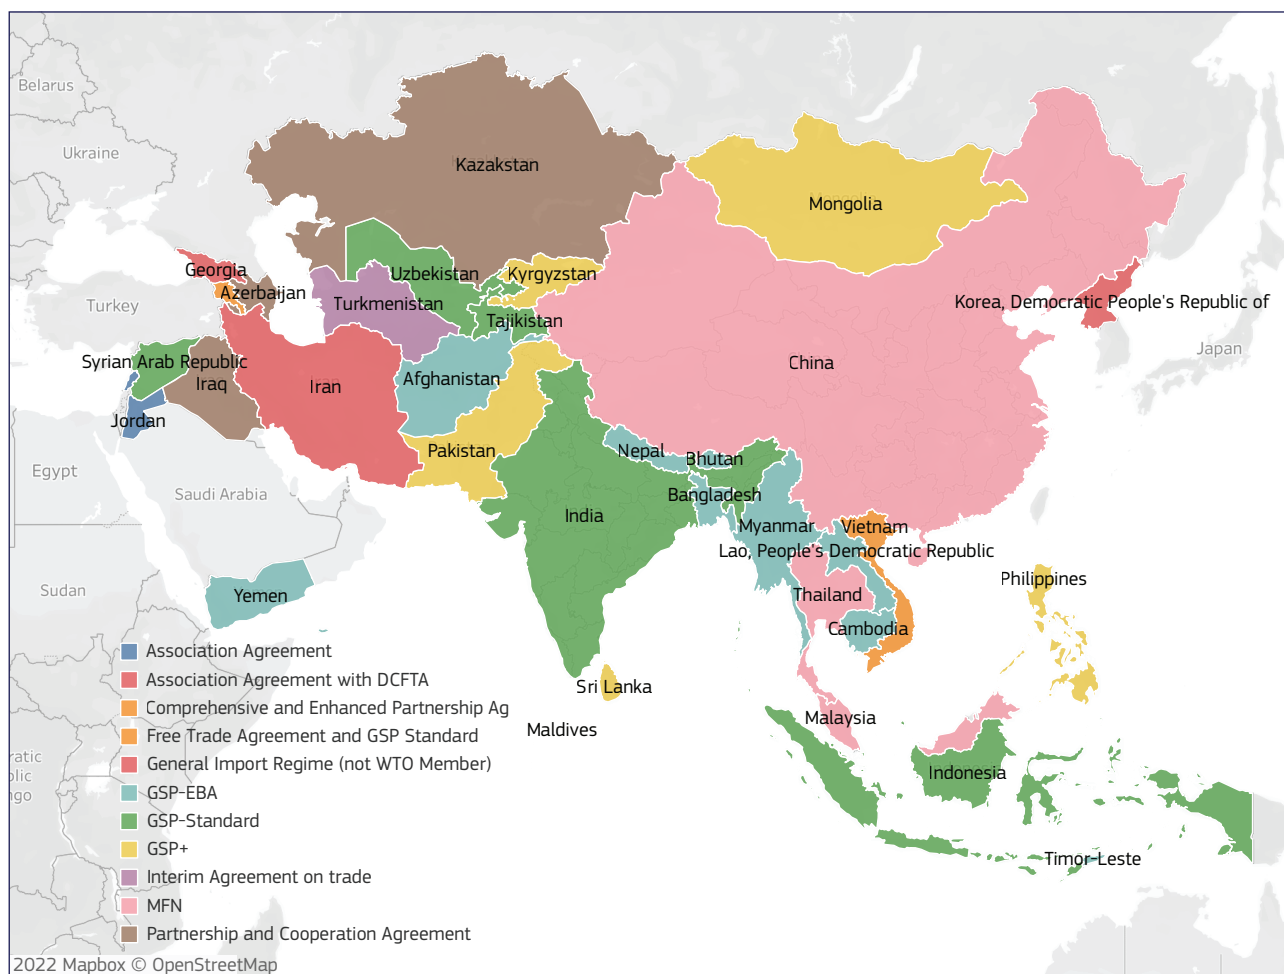 Belarus
Ukraine
Kazakstan
Mongolia
Georgia
Uzbekistan
Kyrgyzstan
Azerbaijan
Turkey
Turkmenistan
Korea, Democratic People's Republic of
Tajikistan
Japan
Syrian Arab Republic
China
Iraq
Iran
Afghanistan
Jordan
Pakistan
Nepal
Bhutan
Egypt
Saudi Arabia
Bangladesh
India
Myanmar
Vietnam
Lao, People's Democratic Republic
Sudan
Yemen
Thailand
Philippines
Cambodia
Association Agreement
Association Agreement with DCFTA
Sri Lanka
Comprehensive and Enhanced Partnership Ag
Malaysia
Maldives
Free Trade Agreement and GSP Standard
General Import Regime (not WTO Member)
Indonesia
GSP-EBA
GSP-Standard
GSP+
Timor-Leste
Interim Agreement on trade
MFN
Partnership and Cooperation Agreement
2022 Mapbox © OpenStreetMap